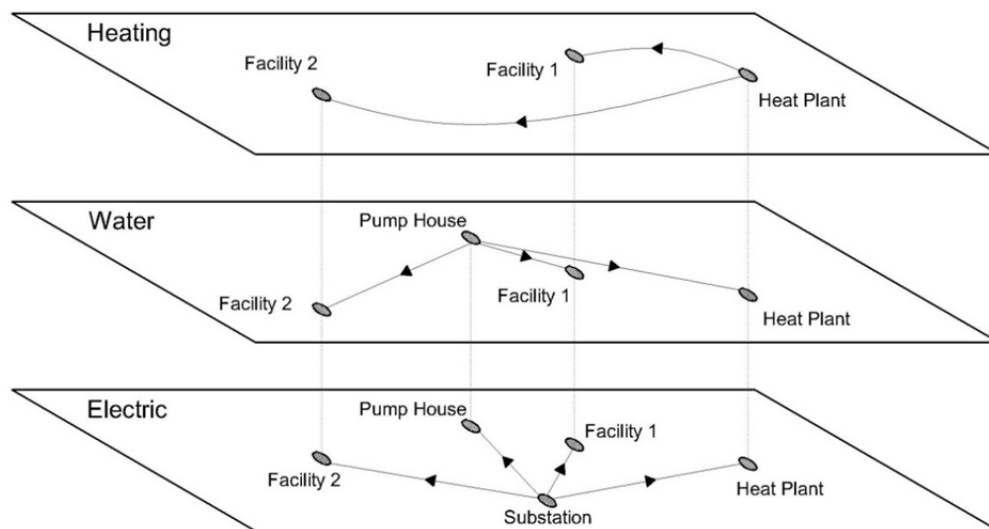 Heating
Facility 2
Facility 1
Heat Plant
Water
Pump House
Facility 1
Facility 2
Heat Plant
Electric
Pump House
Facility 1
Facility 2
Heat Plant
Substation